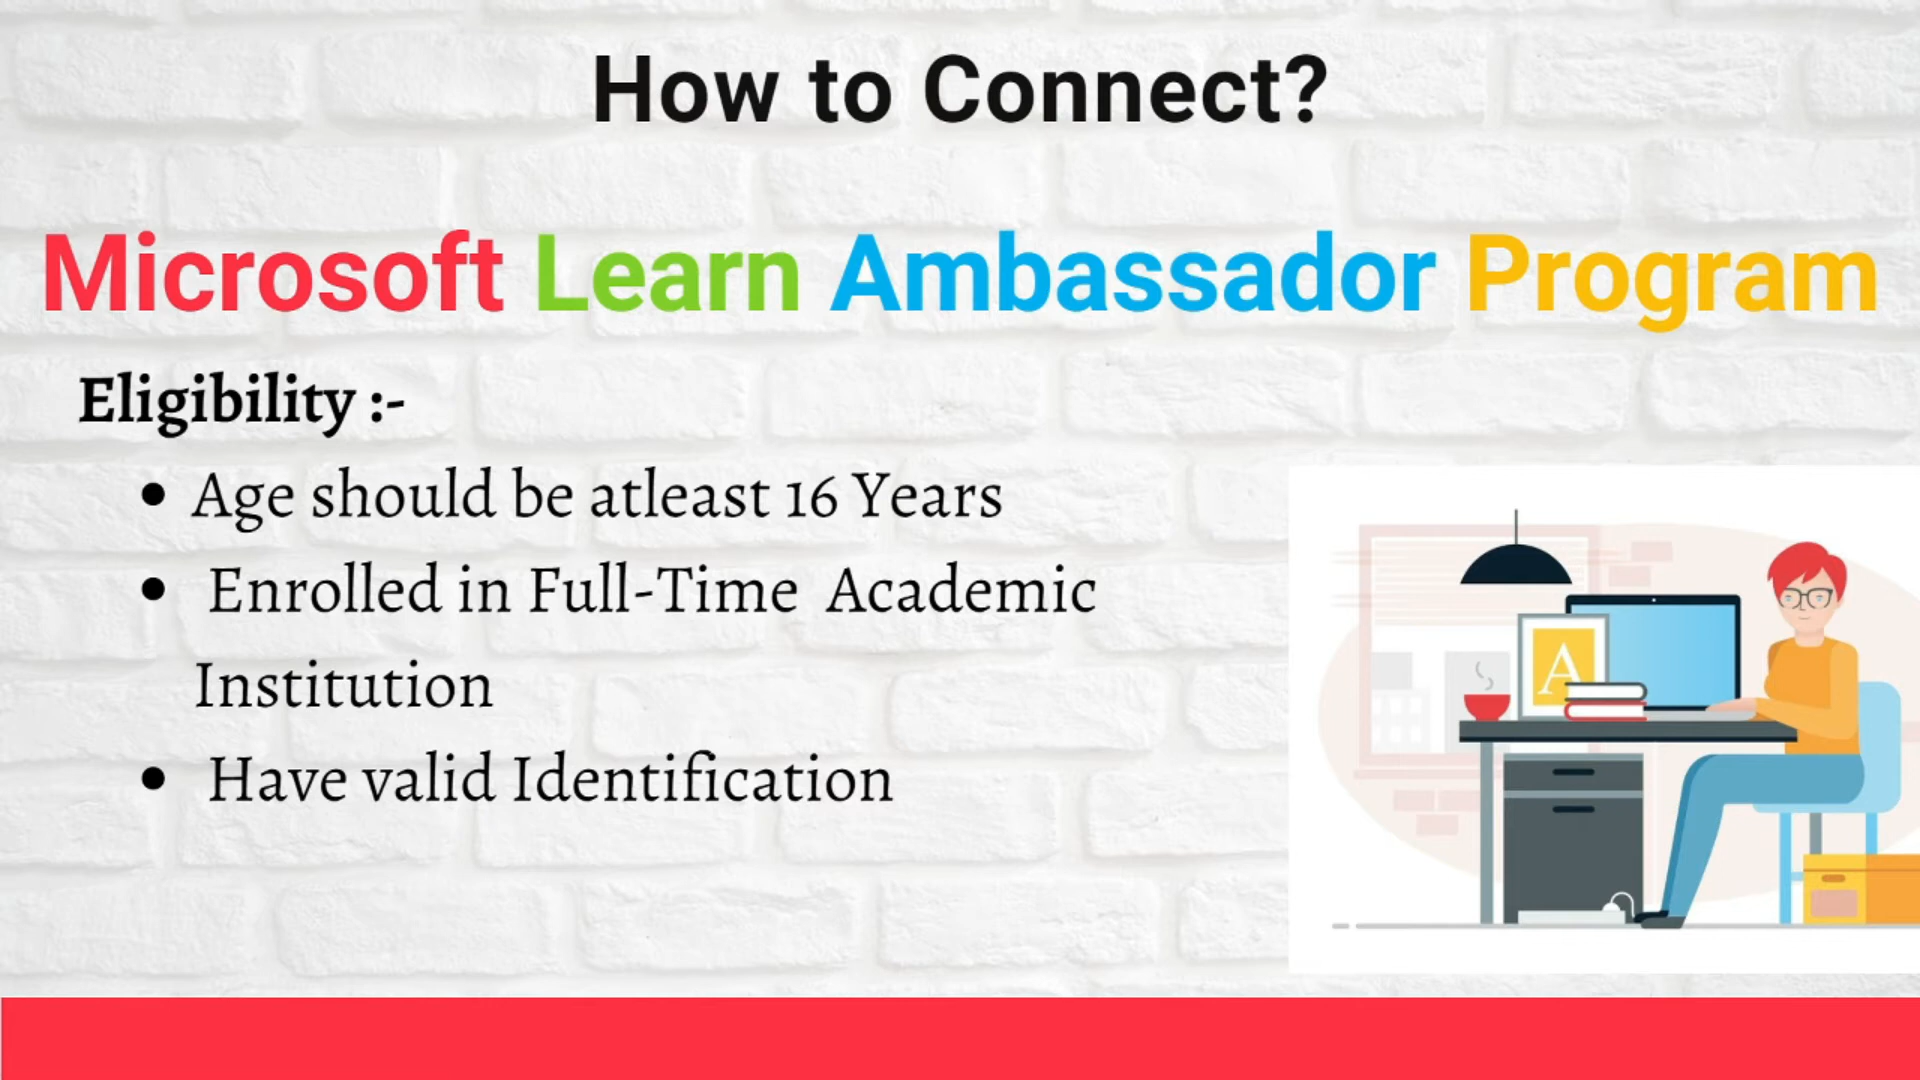 How to Connect?
Microsoft Learn Ambassador Program
Eligibility :-
• Age should be atleast 16 Years
• Enrolled in Full-Time Academic
Institution
• Have valid Identification
A